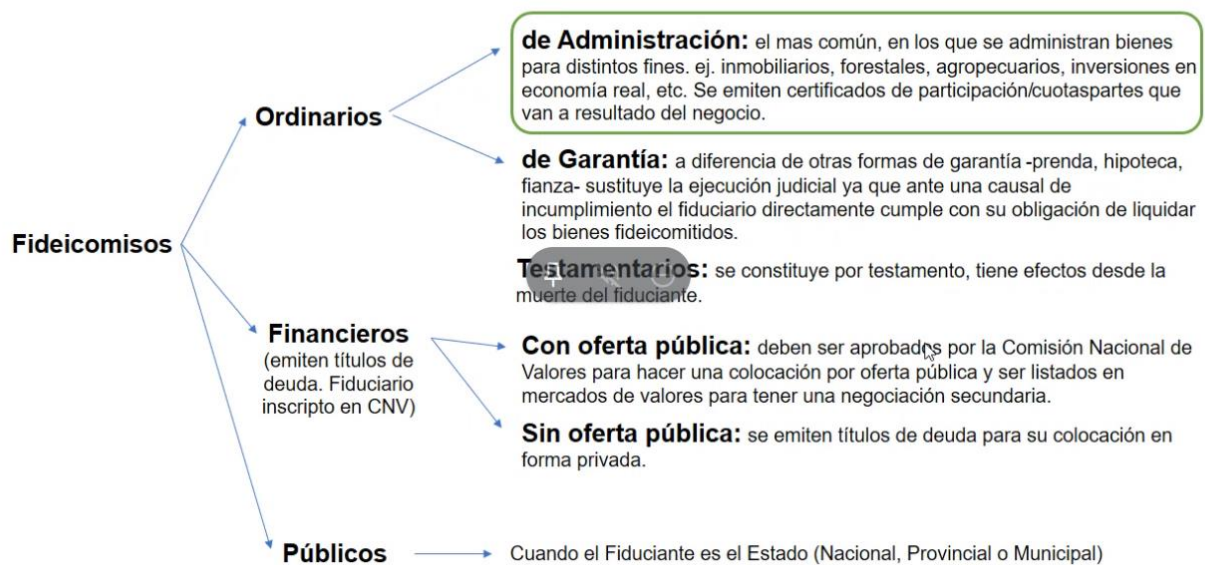 Fideicomisos
Ordinarios
de Administración: el mas común, en los que se administran bienes
para distintos fines. ej. inmobiliarios, forestales, agropecuarios, inversiones en
economía real, etc. Se emiten certificados de participación/cuotaspartes que
van a resultado del negocio.
de Garantía: a diferencia de otras formas de garantía -prenda, hipoteca,
fianza- sustituye la ejecución judicial ya que ante una causal de
incumplimiento el fiduciario directamente cumple con su obligación de liquidar
los bienes fideicomitidos.
Testamentarios: se constituye por testamento, tiene efectos desde la
muerte del fiduciante.
Financieros
(emiten títulos de
deuda. Fiduciario
inscripto en CNV)
Con oferta pública: deben ser aprobados por la Comisión Nacional de
Valores para hacer una colocación por oferta pública y ser listados en
mercados de valores para tener una negociación secundaria.
Sin oferta pública: se emiten títulos de deuda para su colocación en
forma privada.
Públicos
Cuando el Fiduciante es el Estado (Nacional, Provincial o Municipal)